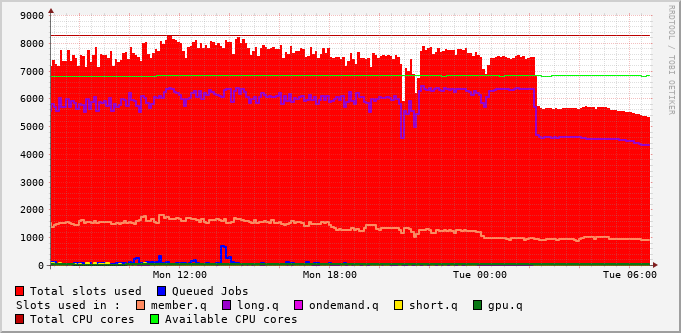 9000
8000
7000
6000
5000
4000
3000
2000
1000
0
Mon 12:00 Mon 18:00 Tue 00:00 Tue 06:00
RRDTOOL / TOBI OETIKER
Total slots used Queued Jobs
Slots used in : member.q long.q ondemand.q short.q gpu.q
Total CPU cores Available CPU cores